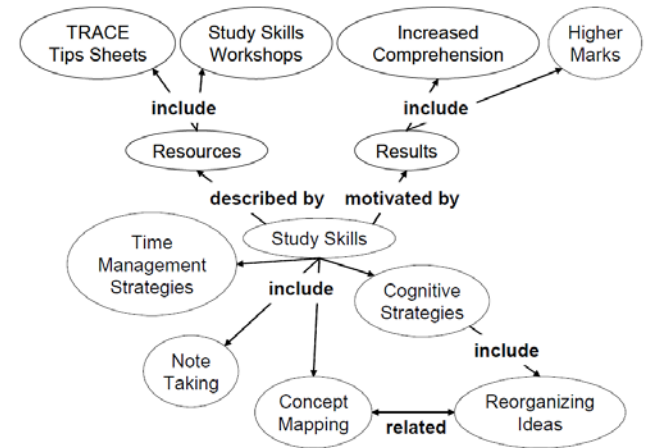 TRACE
Tips Sheets
Study Skills
Workshops
Increased
Comprehension
Higher
Marks
include
include
Resources
Results
described by
motivated by
Study Skills
Time
Management
Strategies
include
Cognitive
Strategies
include
Note
Taking
Concept
Mapping
related
Reorganizing
Ideas